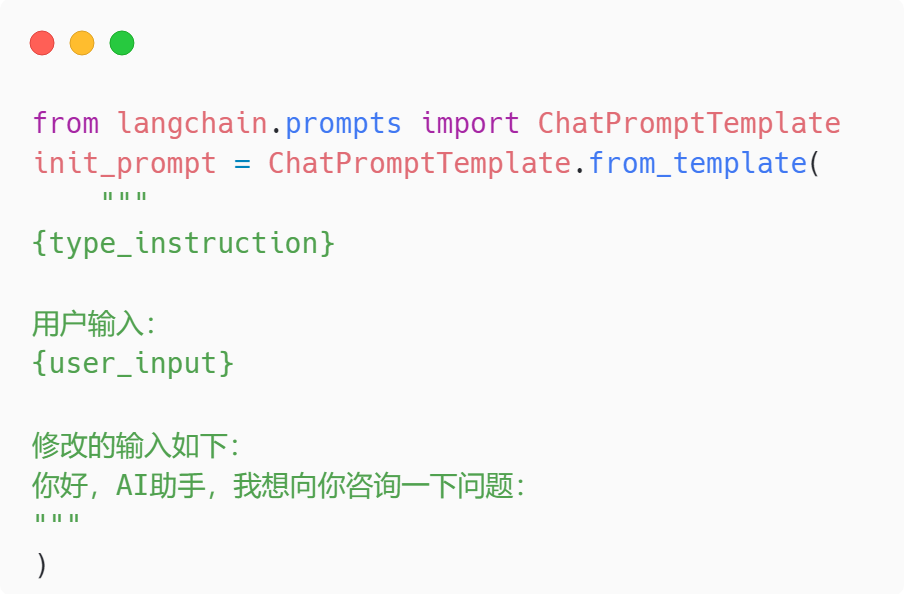 from langchain.prompts import ChatPromptTemplate
init_prompt = ChatPromptTemplate.from_template(
    """
{type_instruction}

用户输入：
{user_input}

修改的输入如下：
你好，AI助手，我想向你咨询一下问题：
"""
)